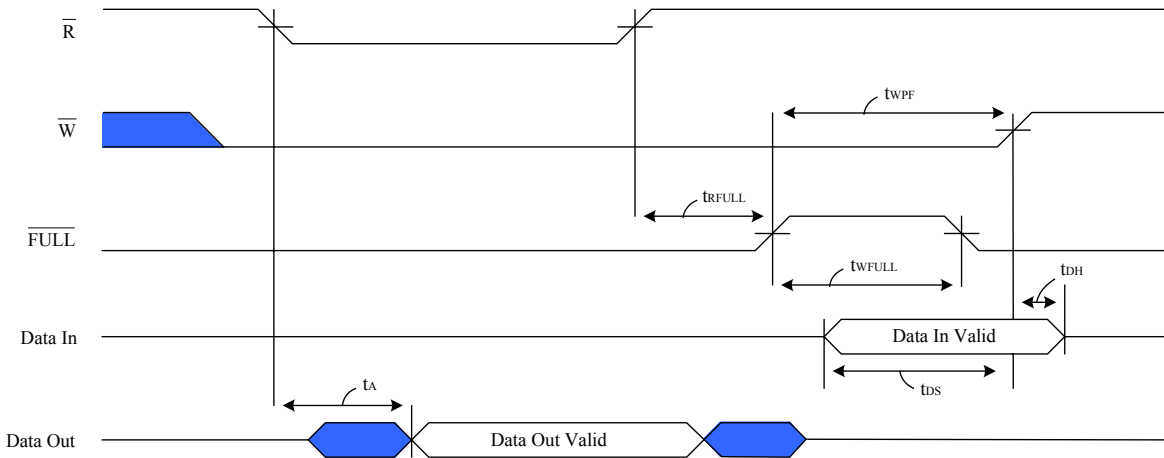 R
W
tWPF
tRFULL
FULL
tWFULL
tDH
Data In
Data In Valid
tDS
tA
Data Out
Data Out Valid